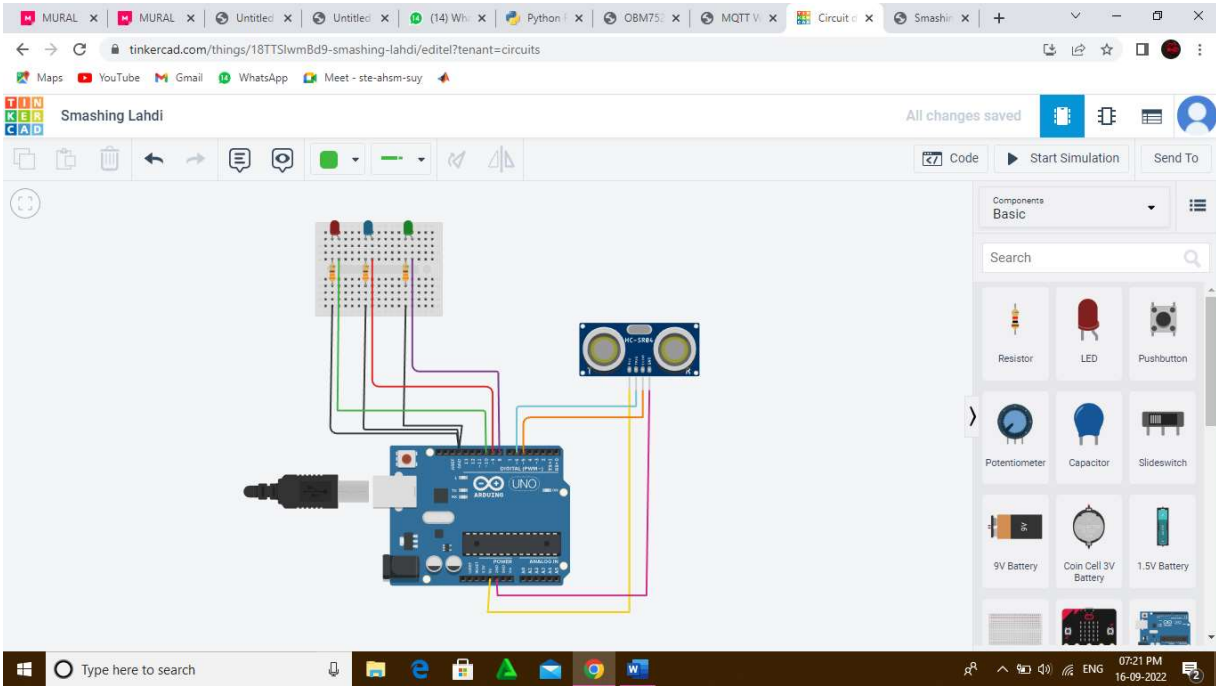 MURAL
MURAL
Untitled
Untitled
(14) Wh
Python
OBM752
MQTT
Circuit d
Smashin
tinkercad.com/things/18TTSlwmBd9-smashing-lahdi/editel?tenant=circuits
Maps YouTube Gmail WhatsApp Meet - ste-ahsm-suy
TIN
KER
CAD
Smashing Lahdi
All changes saved
Code Start Simulation Send To
Components
Basic
Search
HC-SR04
Resistor LED Pushbutton
DIGITAL (PWM~)
UNO
ARDUINO
Potentiometer Capacitor Slideswitch
POWER ANALOG IN
9V
9V Battery Coin Cell 3V Battery 1.5V Battery
Type here to search
ENG
07:21 PM
16-09-2022
2